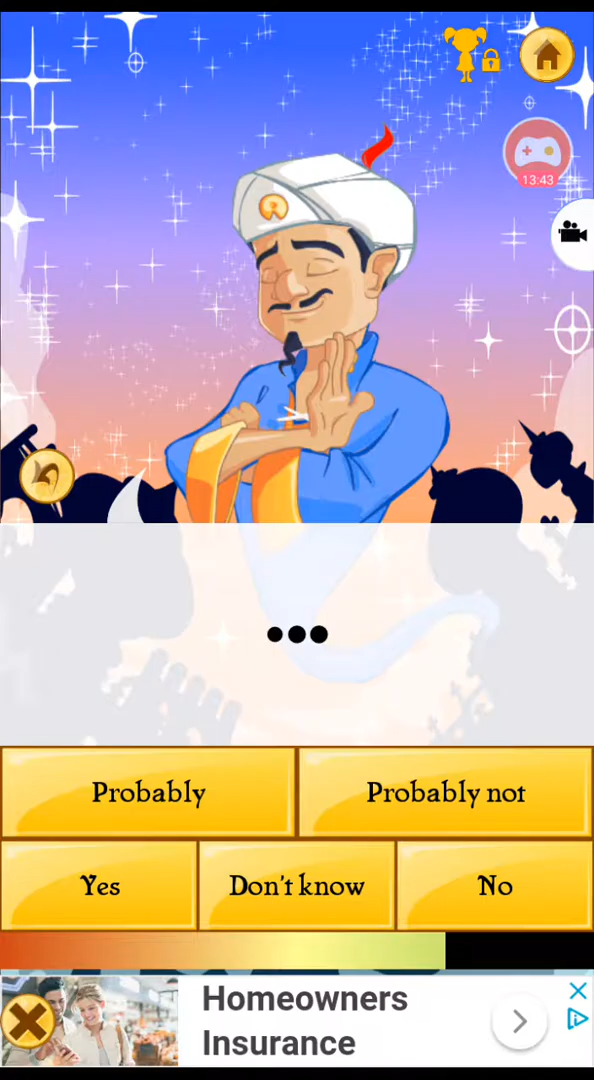 13:43
...
Probably
Probably not
Yes
Don't know
No
Homeowners
Insurance